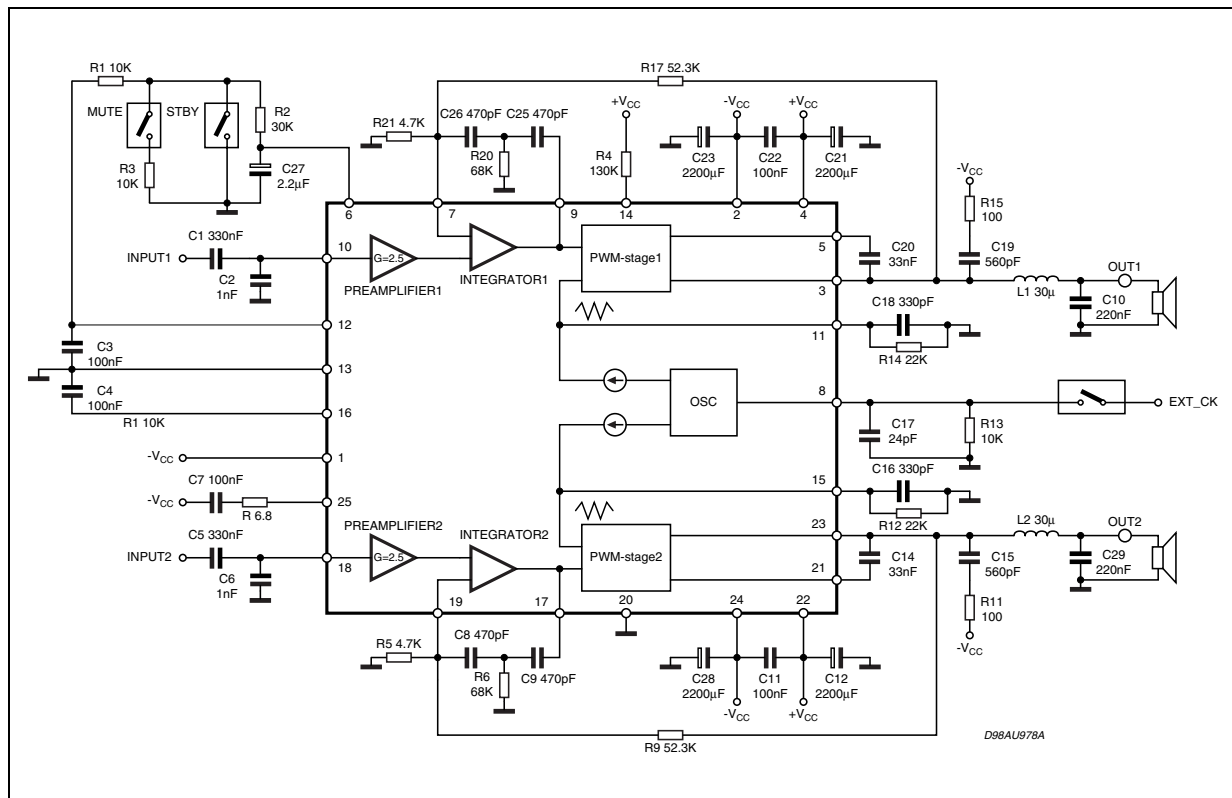 R1 10K
MUTE
STBY
R2
30K
R3
10K
C27
2.2µF
R17 52.3K
R21 4.7K
C26 470pF
C25 470pF
R20
68K
+VCC
R4
130K
-VCC
+VCC
C23
2200µF
C22
100nF
C21
2200µF
-VCC
R15
100
C19
560pF
6
7
9
14
2
4
C1 330nF
INPUT1
C2
1nF
10
G=2.5
PREAMPLIFIER1
INTEGRATOR1
PWM-stage1
5
3
C20
33nF
L1 30µ
OUT1
C10
220nF
C18 330pF
R14 22K
11
12
C3
100nF
13
C4
100nF
R1 10K
16
OSC
8
EXT_CK
C17
24pF
R13
10K
-VCC
1
C7 100nF
-VCC
R 6.8
25
C16 330pF
15
R12 22K
PREAMPLIFIER2
INTEGRATOR2
C5 330nF
INPUT2
C6
1nF
18
G=2.5
PWM-stage2
23
21
C14
33nF
L2 30µ
OUT2
C15
560pF
C29
220nF
R11
100
-VCC
19
17
20
24
22
R5 4.7K
C8 470pF
R6
68K
C9 470pF
C28
2200µF
C11
100nF
C12
2200µF
-VCC
+VCC
R9 52.3K
D98AU978A